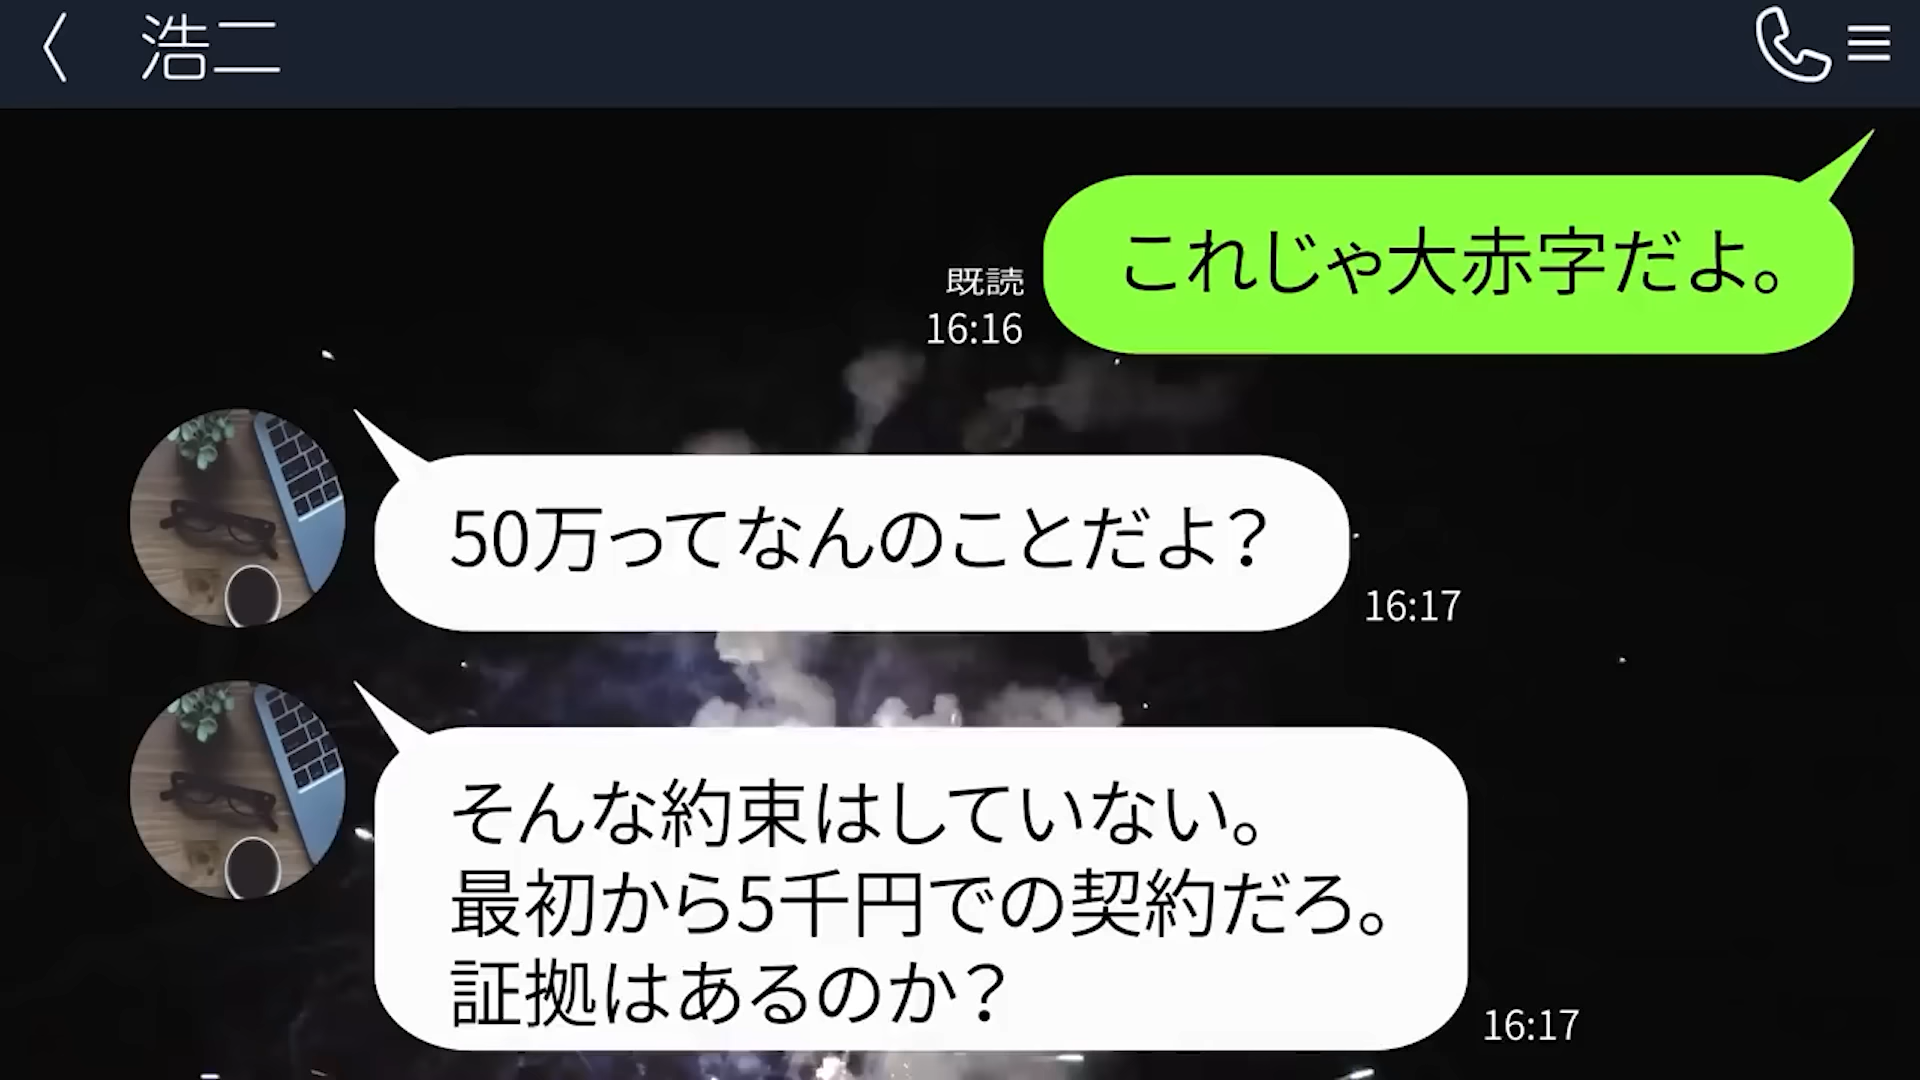 浩二
これじゃ大赤字だよ。
既読
16:16
50万ってなんのことだよ？
16:17
そんな約束はしていない。
最初から5千円での契約だろ。
証拠はあるのか？
16:17